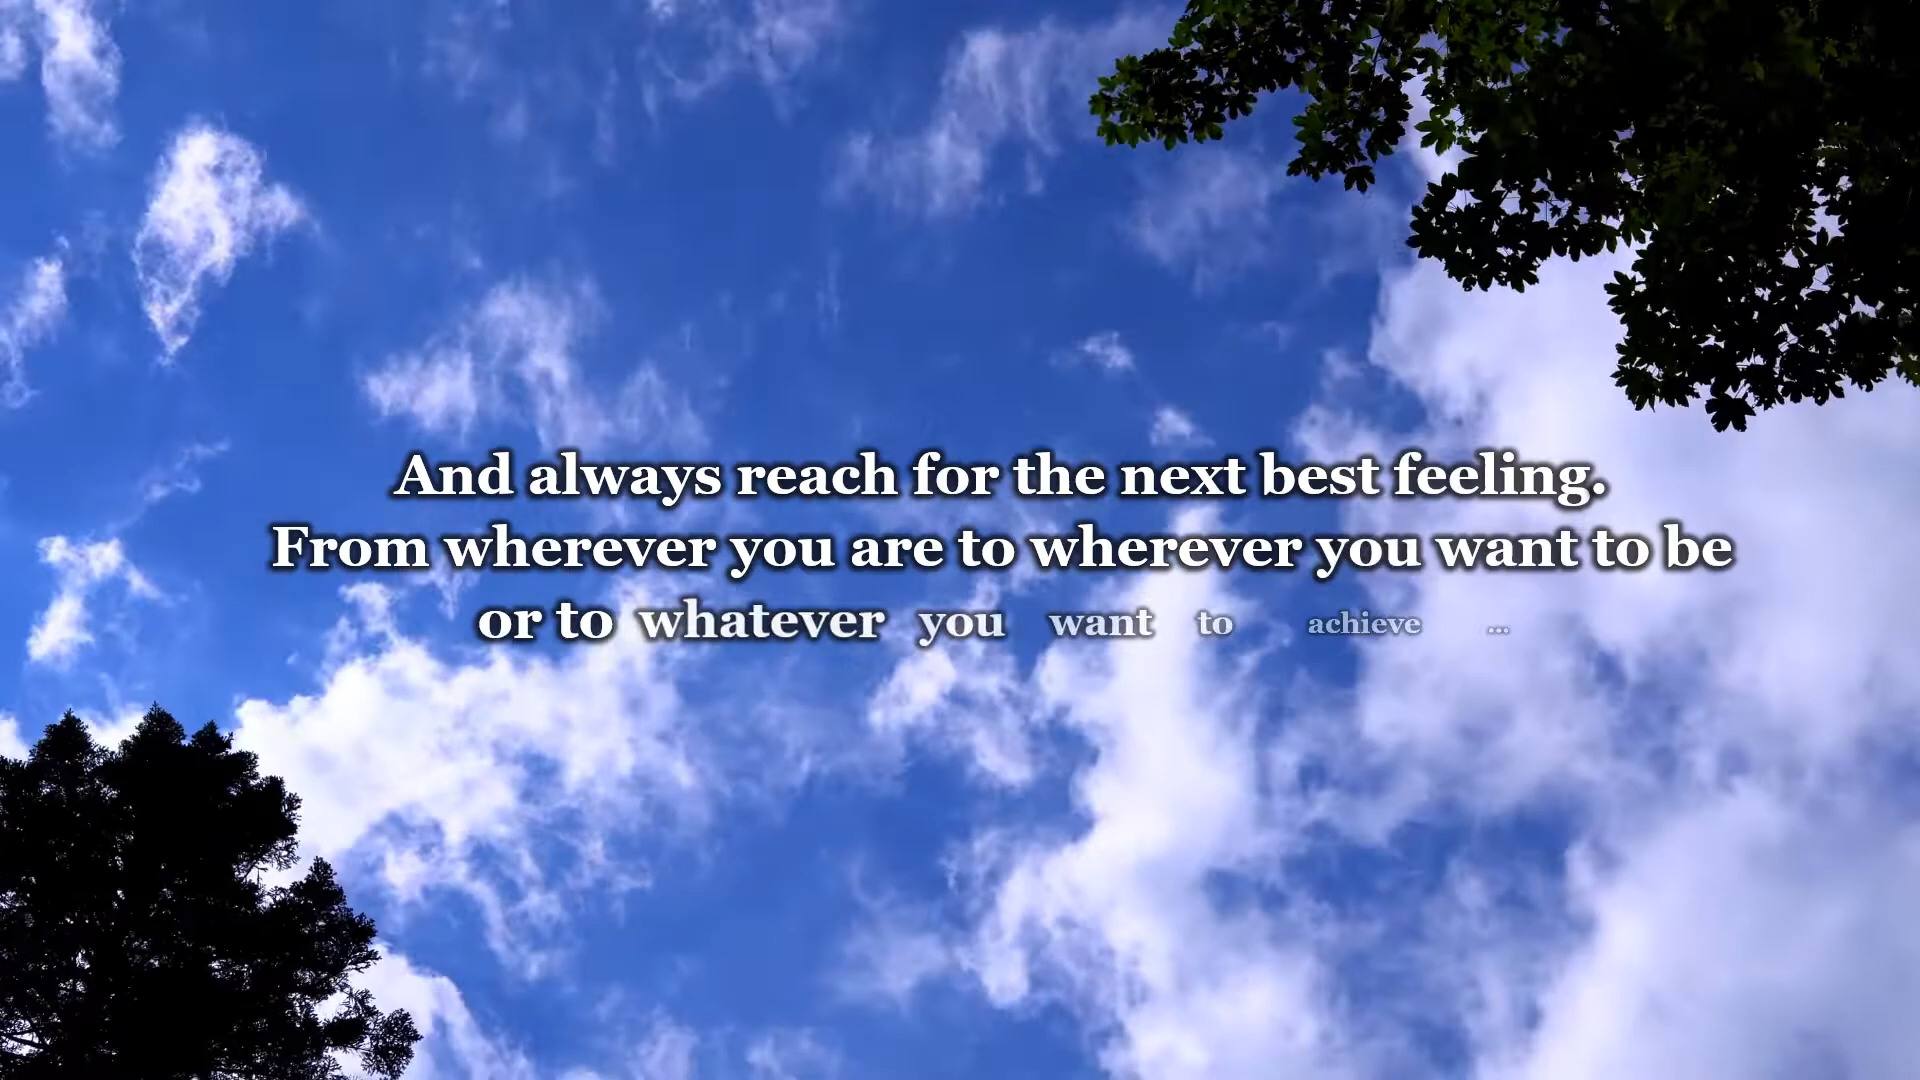 And always reach for the next best feeling.
From wherever you are to wherever you want to be
or to whatever you want to achieve ...